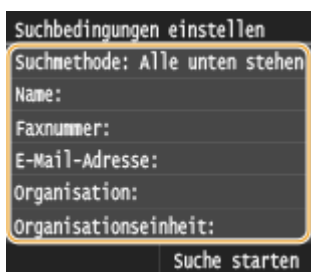 Suchbedingungen einstellen
Suchmethode: Alle unten stehen
Name:
Faxnummer:
E-Mail-Adresse:
Organisation:
Organisationseinheit:
Suche starten